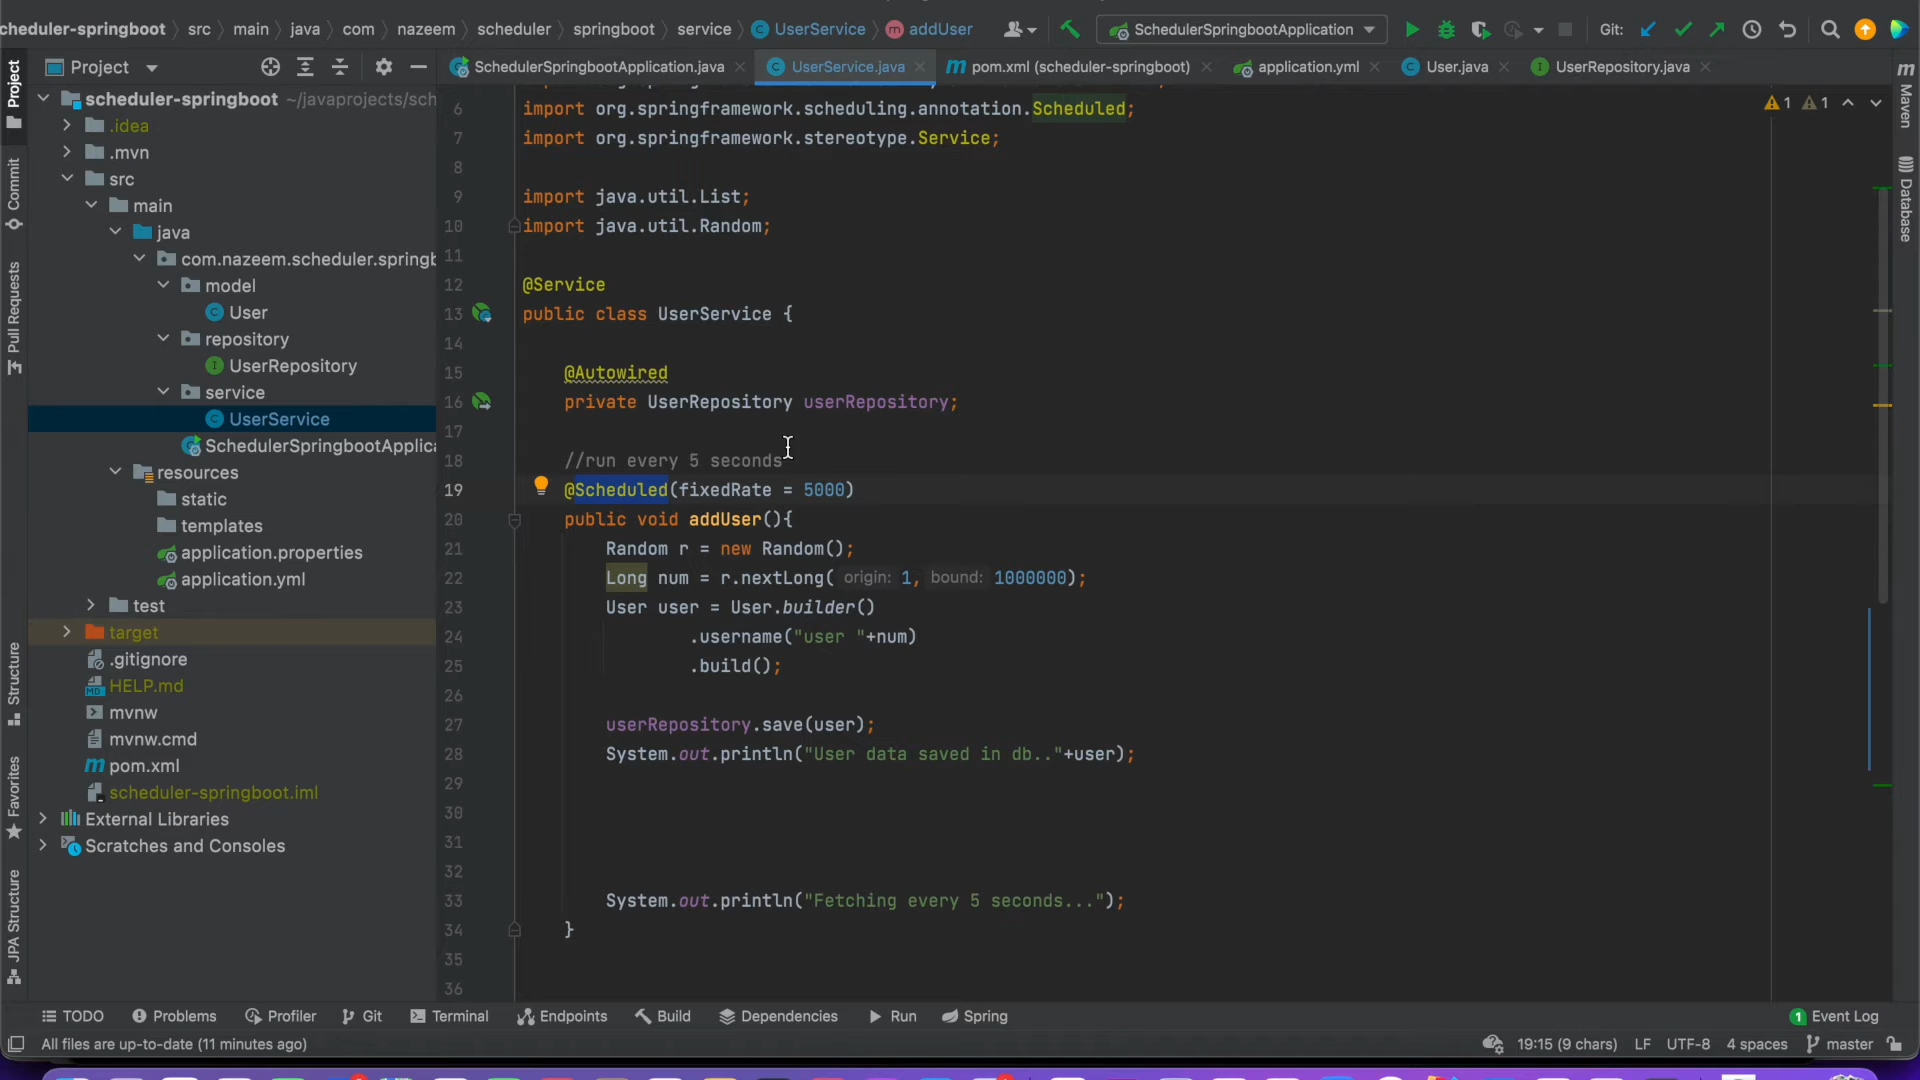 cheduler-springboot src main java com nazeem scheduler springboot service UserService addUser SchedulerSpringbootApplication Git:
Project SchedulerSpringbootApplication.java UserService.java pom.xml (scheduler-springboot) application.yml User.java UserRepository.java
Project
Commit
Pull Requests
Structure
Favorites
JPA Structure
scheduler-springboot ~/javaprojects/sch
.idea
.mvn
src
main
java
com.nazeem.scheduler.springb
model
User
repository
UserRepository
service
UserService
SchedulerSpringbootApplica
resources
static
templates
application.properties
application.yml
test
target
.gitignore
HELP.md
mvnw
mvnw.cmd
pom.xml
scheduler-springboot.iml
External Libraries
Scratches and Consoles
6 import org.springframework.scheduling.annotation.Scheduled;
7 import org.springframework.stereotype.Service;
8
9 import java.util.List;
10 import java.util.Random;
11
12 @Service
13 public class UserService {
14
15 @Autowired
16 private UserRepository userRepository;
17
18 //run every 5 seconds
19 @Scheduled(fixedRate = 5000)
20 public void addUser(){
21 Random r = new Random();
22 Long num = r.nextLong( origin: 1, bound: 1000000);
23 User user = User.builder()
24 .username("user "+num)
25 .build();
26
27 userRepository.save(user);
28 System.out.println("User data saved in db.."+user);
29
30
31
32
33 System.out.println("Fetching every 5 seconds...");
34 }
35
36
1 1
m
Maven
Database
TODO Problems Profiler Git Terminal Endpoints Build Dependencies Run Spring 1 Event Log
All files are up-to-date (11 minutes ago) 19:15 (9 chars) LF UTF-8 4 spaces master